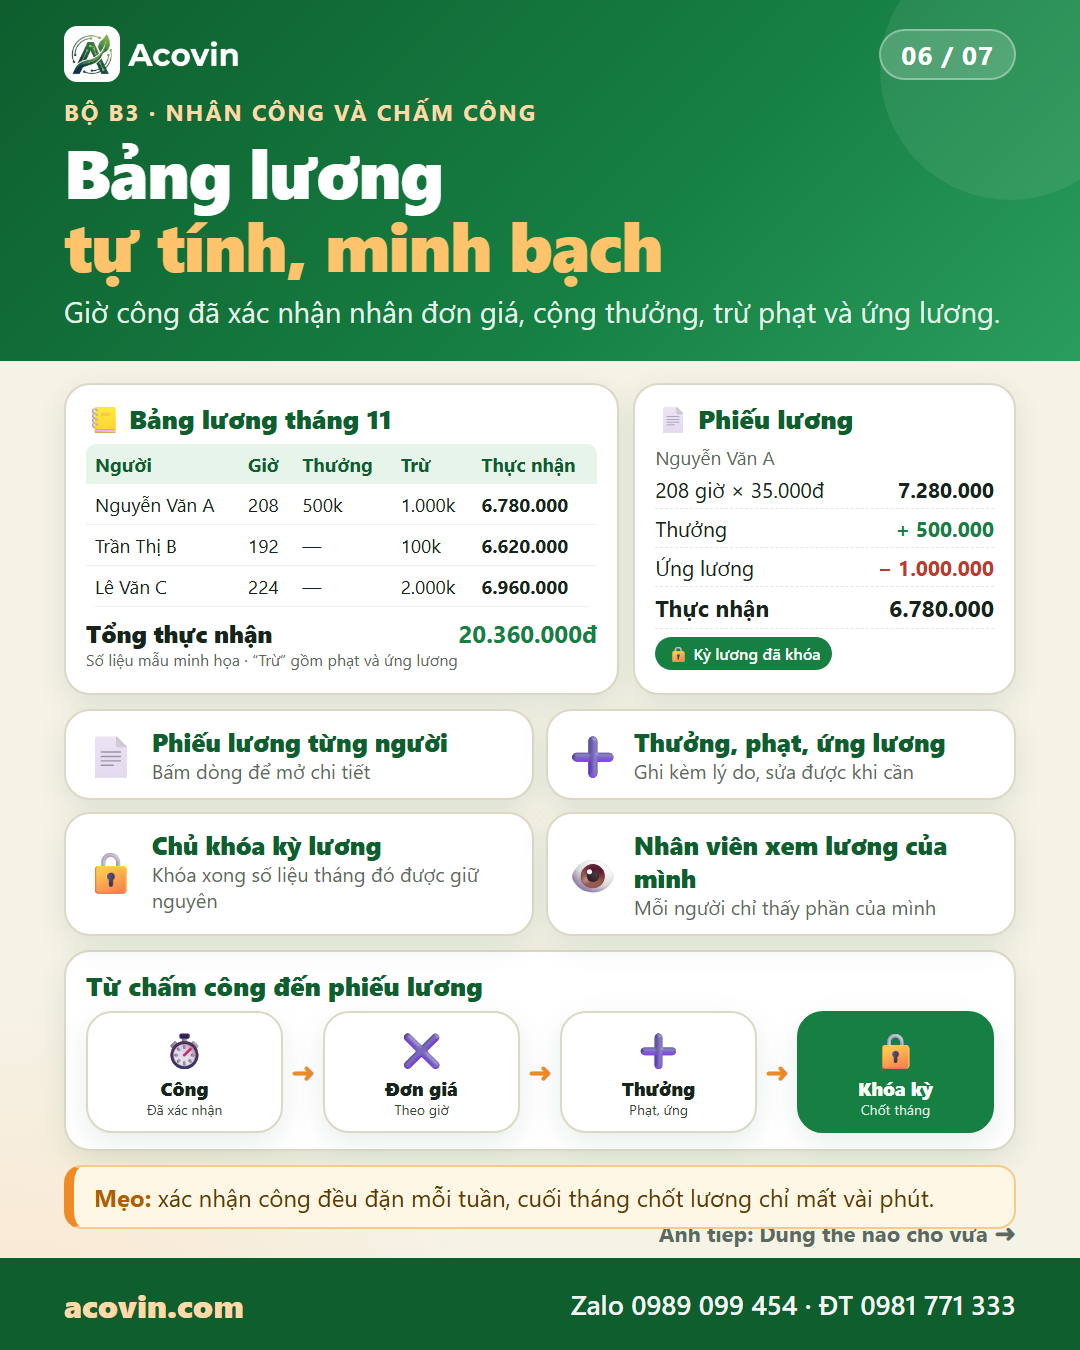 Acovin
06 / 07
BỘ B3 · NHÂN CÔNG VÀ CHẤM CÔNG
Bảng lương
tự tính, minh bạch
Giờ công đã xác nhận nhân đơn giá, cộng thưởng, trừ phạt và ứng lương.
Bảng lương tháng 11
Người Giờ Thưởng Trừ Thực nhận
Nguyễn Văn A 208 500k 1.000k 6.780.000
Trần Thị B 192 — 100k 6.620.000
Lê Văn C 224 — 2.000k 6.960.000
Tổng thực nhận 20.360.000đ
Số liệu mẫu minh họa · “Trừ” gồm phạt và ứng lương
Phiếu lương
Nguyễn Văn A
208 giờ × 35.000đ 7.280.000
Thưởng + 500.000
Ứng lương − 1.000.000
Thực nhận 6.780.000
Kỳ lương đã khóa
Phiếu lương từng người
Bấm dòng để mở chi tiết
Thưởng, phạt, ứng lương
Ghi kèm lý do, sửa được khi cần
Chủ khóa kỳ lương
Khóa xong số liệu tháng đó được giữ
nguyên
Nhân viên xem lương của
mình
Mỗi người chỉ thấy phần của mình
Từ chấm công đến phiếu lương
Công
Đã xác nhận
➜
Đơn giá
Theo giờ
➜
Thưởng
Phạt, ứng
➜
Khóa kỳ
Chốt tháng
Mẹo: xác nhận công đều đặn mỗi tuần, cuối tháng chốt lương chỉ mất vài phút.
Ảnh tiếp: Dùng thế nào cho vừa ➜
acovin.com
Zalo 0989 099 454 · ĐT 0981 771 333